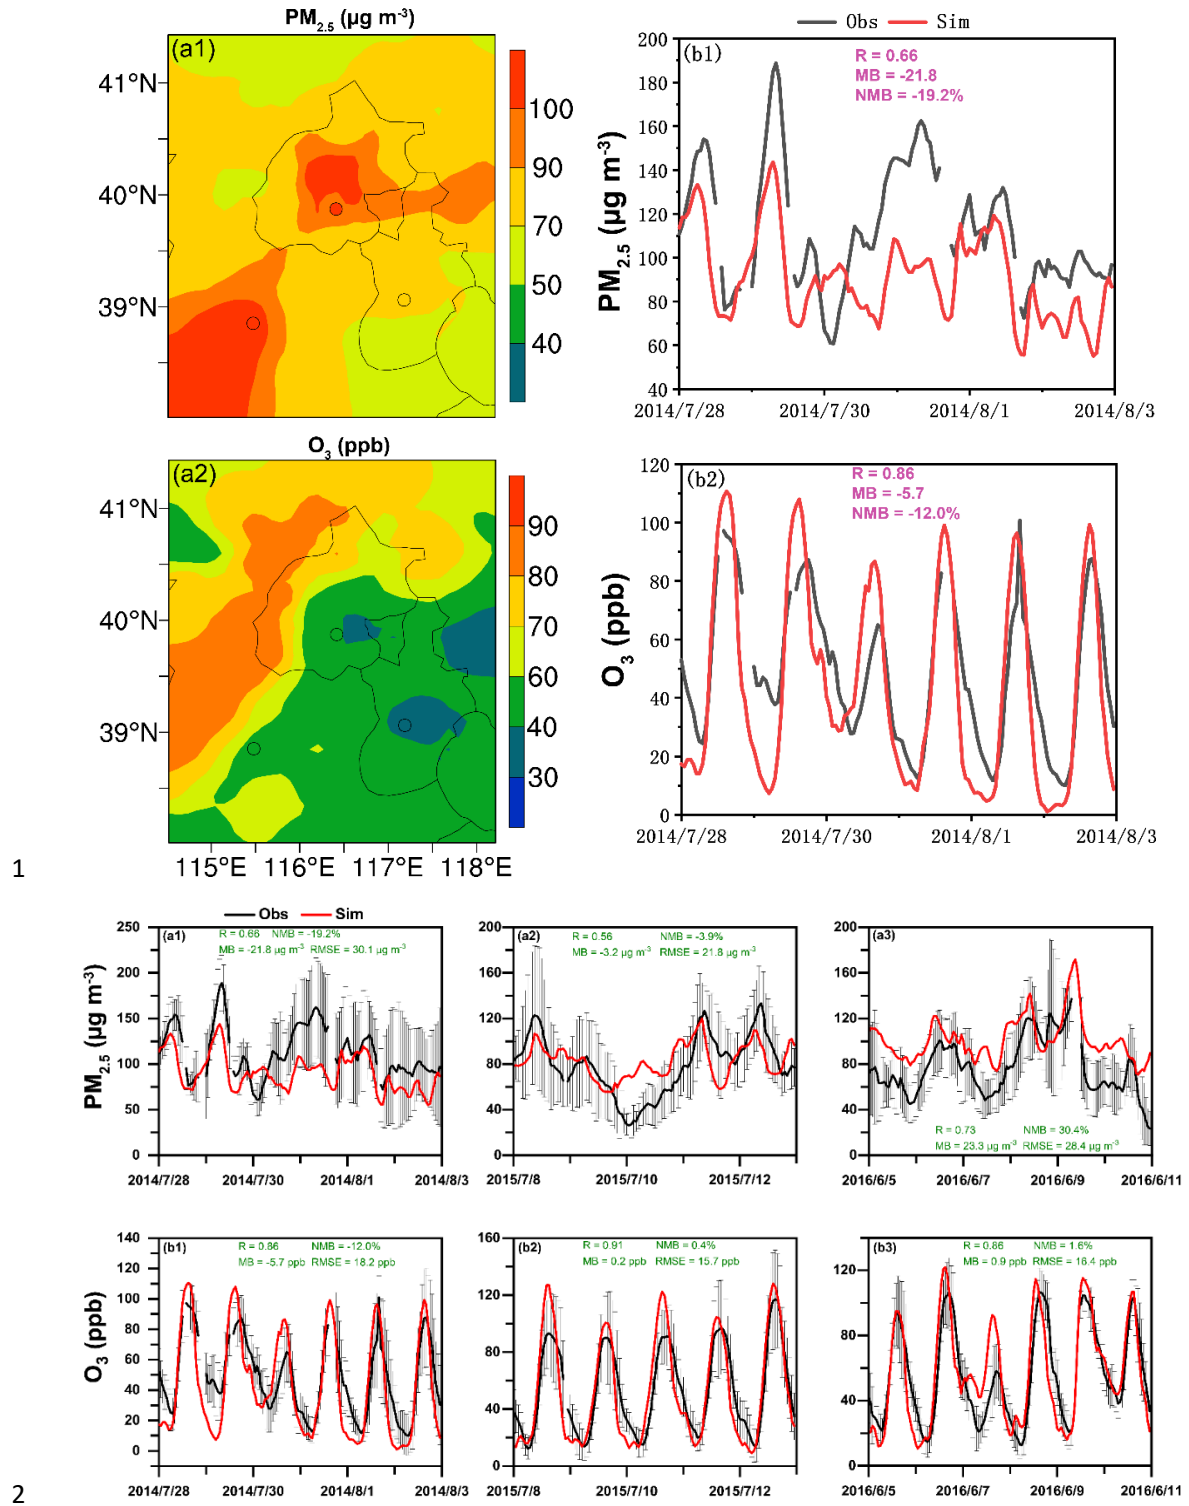 PM2.5 (μg m-3)
(a1)
41°N
40°N
39°N
100
90
70
50
40
Obs Sim
(b1)
R = 0.66
MB = -21.8
NMB = -19.2%
PM2.5 (μg m-3)
200
180
160
140
120
100
80
60
40
2014/7/28 2014/7/30 2014/8/1 2014/8/3
O3 (ppb)
(a2)
41°N
40°N
39°N
115°E 116°E 117°E 118°E
90
80
70
60
40
30
(b2)
R = 0.86
MB = -5.7
NMB = -12.0%
O3 (ppb)
120
100
80
60
40
20
0
2014/7/28 2014/7/30 2014/8/1 2014/8/3
1
Obs Sim
PM2.5 (μg m-3)
250
200
150
100
50
0
(a1)
R = 0.66 NMB = -19.2%
MB = -21.8 μg m-3 RMSE = 30.1 μg m-3
2014/7/28 2014/7/30 2014/8/1 2014/8/3
200
160
120
80
40
0
(a2)
R = 0.56 NMB = -3.9%
MB = -3.2 μg m-3 RMSE = 21.8 μg m-3
2015/7/8 2015/7/10 2015/7/12
200
160
120
80
40
0
(a3)
R = 0.73 NMB = 30.4%
MB = 23.3 μg m-3 RMSE = 28.4 μg m-3
2016/6/5 2016/6/7 2016/6/9 2016/6/11
O3 (ppb)
140
120
100
80
60
40
20
0
(b1)
R = 0.86 NMB = -12.0%
MB = -5.7 ppb RMSE = 18.2 ppb
2014/7/28 2014/7/30 2014/8/1 2014/8/3
160
120
80
40
0
(b2)
R = 0.91 NMB = 0.4%
MB = 0.2 ppb RMSE = 15.7 ppb
2015/7/8 2015/7/10 2015/7/12
120
80
40
0
(b3)
R = 0.86 NMB = 1.6%
MB = 0.9 ppb RMSE = 16.4 ppb
2016/6/5 2016/6/7 2016/6/9 2016/6/11
2